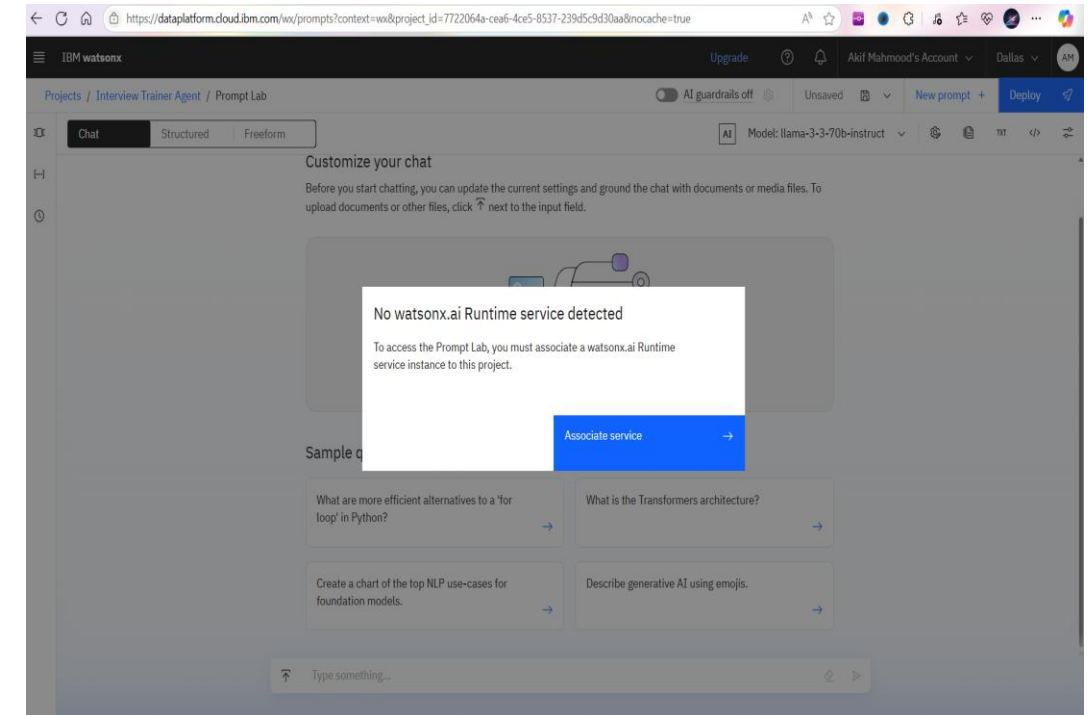 https://dataplatform.cloud.ibm.com/wx/prompts?context=wx&project_id=7722064a-cea6-4ce5-8537-239d5c9d30aa&nocache=true
IBM watsonx
Upgrade
Akif Mahmood's Account
Dallas
AM
Projects / Interview Trainer Agent / Prompt Lab
AI guardrails off
Unsaved
New prompt +
Deploy
Chat
Structured
Freeform
AI
Model: llama-3-3-70b-instruct
TXT
</>
Customize your chat
Before you start chatting, you can update the current settings and ground the chat with documents or media files. To
upload documents or other files, click next to the input field.
No watsonx.ai Runtime service detected
To access the Prompt Lab, you must associate a watsonx.ai Runtime
service instance to this project.
Associate service
Sample q
What are more efficient alternatives to a 'for
loop' in Python?
What is the Transformers architecture?
Create a chart of the top NLP use-cases for
foundation models.
Describe generative AI using emojis.
Type something...